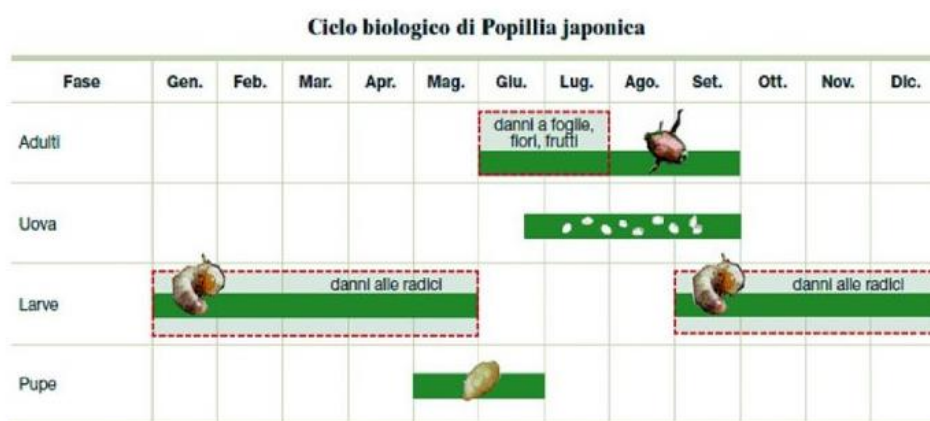 Ciclo biologico di Popillia japonica
Fase Gen. Feb. Mar. Apr. Mag. Giu. Lug. Ago. Set. Ott. Nov. Dic.
Adulti
danni a foglie,
fiori, frutti
Uova
Larve
danni alle radici
danni alle radici
Pupe